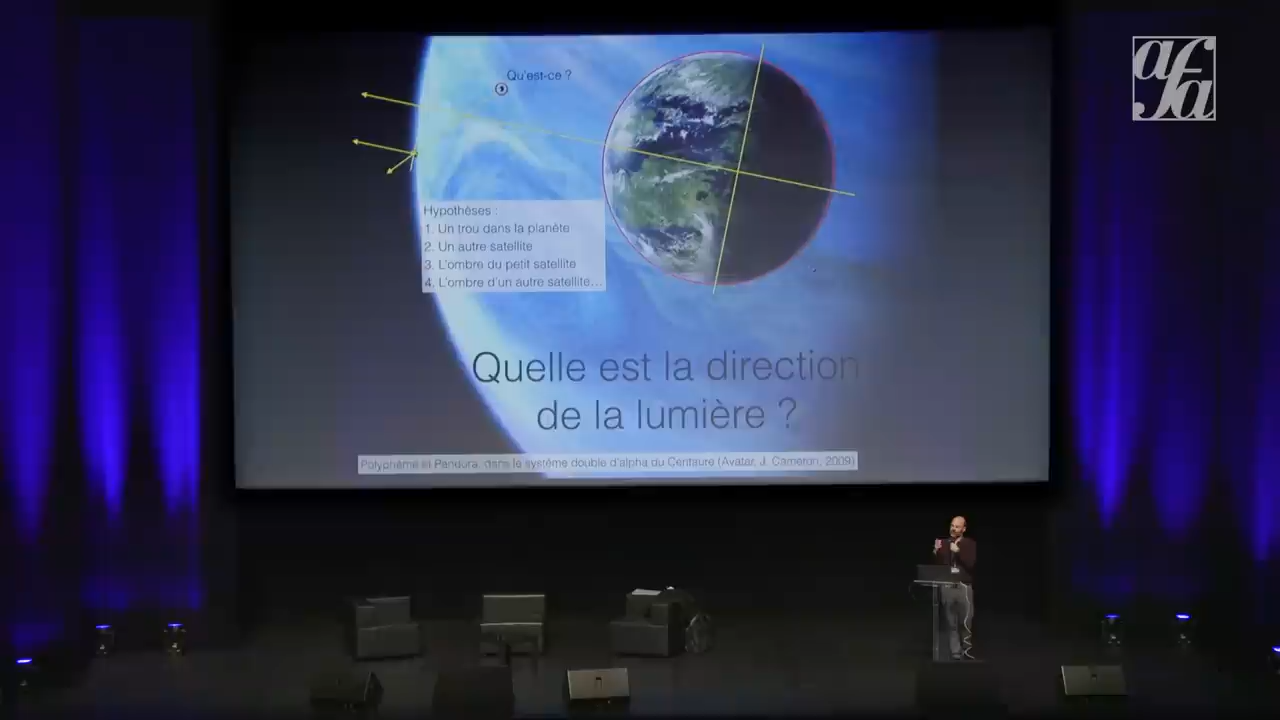 afa
Qu'est-ce ?
Hypothèses :
1. Un trou dans la planète
2. Un autre satellite
3. L'ombre du petit satellite
4. L'ombre d'un autre satellite...
Quelle est la direction
de la lumière ?
Polyphème et Pandora, dans le système double d'alpha du Centaure (Avatar, J. Cameron, 2009)